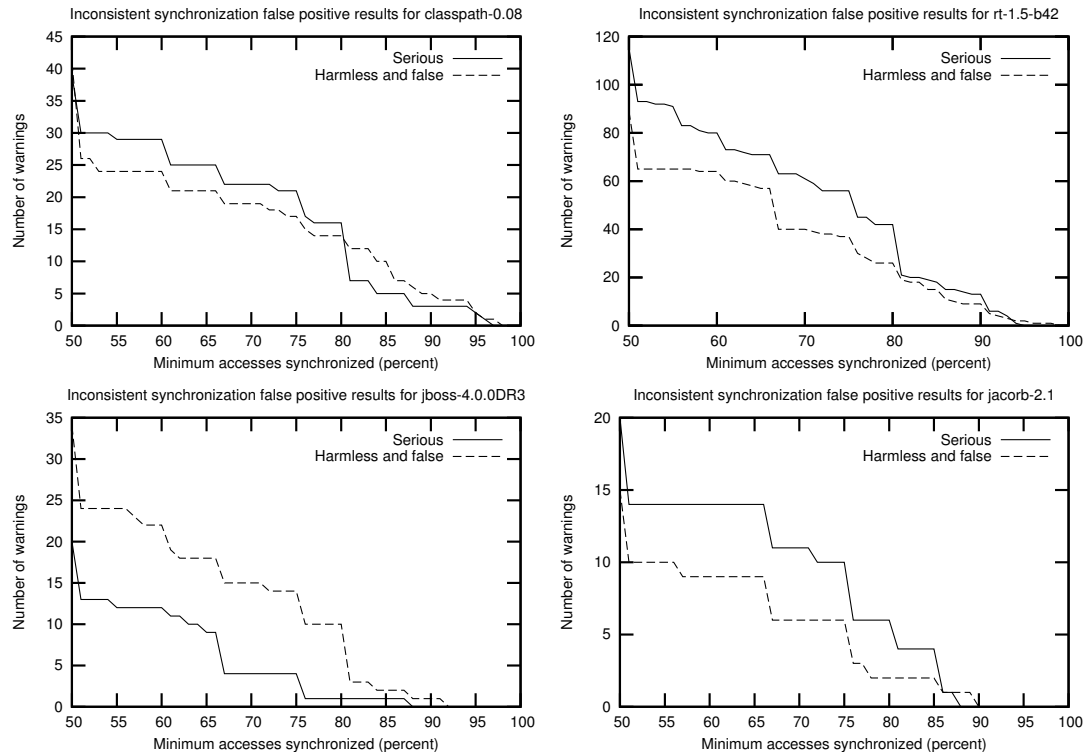 Inconsistent synchronization false positive results for classpath-0.08
45
40
35
30
25
20
15
10
5
0
Number of warnings
Serious
Harmless and false
50 55 60 65 70 75 80 85 90 95 100
Minimum accesses synchronized (percent)
Inconsistent synchronization false positive results for rt-1.5-b42
120
100
80
60
40
20
0
Number of warnings
Serious
Harmless and false
50 60 70 80 90 100
Minimum accesses synchronized (percent)
Inconsistent synchronization false positive results for jboss-4.0.0DR3
35
30
25
20
15
10
5
0
Number of warnings
Serious
Harmless and false
50 55 60 65 70 75 80 85 90 95 100
Minimum accesses synchronized (percent)
Inconsistent synchronization false positive results for jacorb-2.1
20
15
10
5
0
Number of warnings
Serious
Harmless and false
50 55 60 65 70 75 80 85 90 95 100
Minimum accesses synchronized (percent)